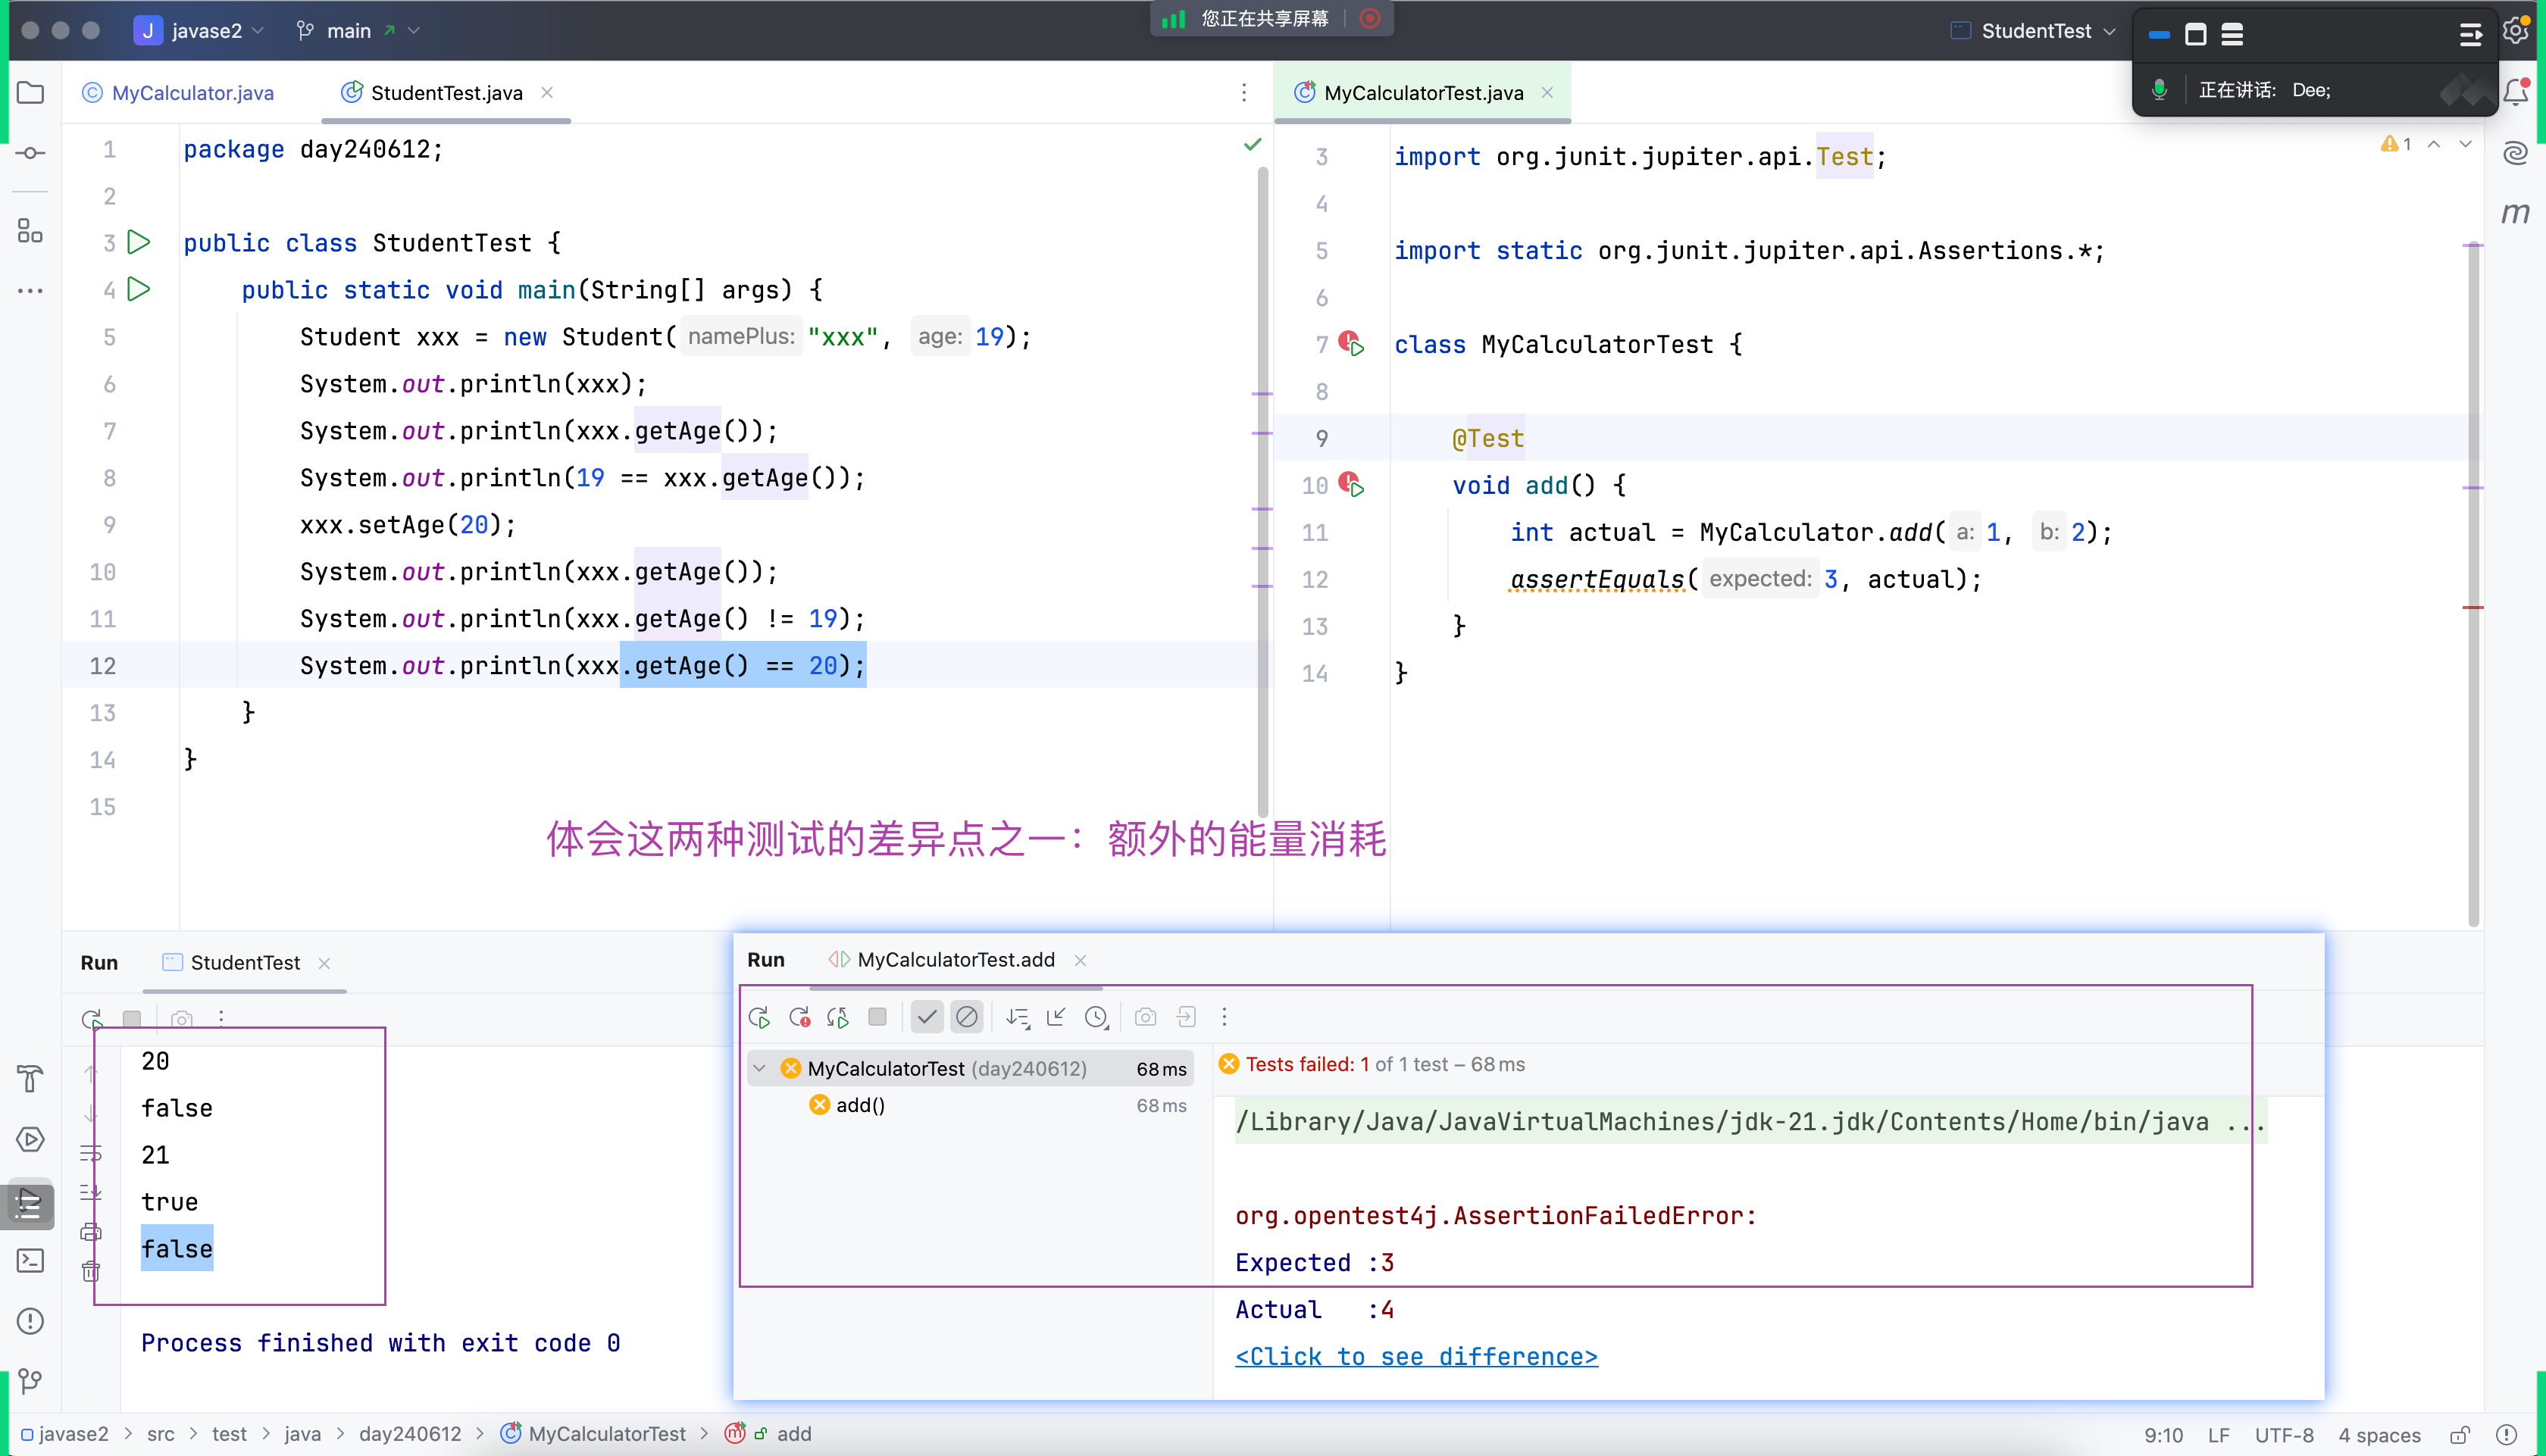 javase2
main
您正在共享屏幕
StudentTest
正在讲话: Dee;
MyCalculator.java
StudentTest.java
MyCalculatorTest.java
1 package day240612;
2
3 public class StudentTest {
4 public static void main(String[] args) {
5 Student xxx = new Student( namePlus: "xxx", age: 19);
6 System.out.println(xxx);
7 System.out.println(xxx.getAge());
8 System.out.println(19 == xxx.getAge());
9 xxx.setAge(20);
10 System.out.println(xxx.getAge());
11 System.out.println(xxx.getAge() != 19);
12 System.out.println(xxx.getAge() == 20);
13 }
14 }
15
1
3 import org.junit.jupiter.api.Test;
4
5 import static org.junit.jupiter.api.Assertions.*;
6
7 class MyCalculatorTest {
8
9 @Test
10 void add() {
11 int actual = MyCalculator.add( a: 1, b: 2);
12 assertEquals( expected: 3, actual);
13 }
14 }
体会这两种测试的差异点之一：额外的能量消耗
Run StudentTest
20
false
21
true
false
Process finished with exit code 0
Run MyCalculatorTest.add
MyCalculatorTest (day240612) 68 ms
add() 68 ms
Tests failed: 1 of 1 test – 68 ms
/Library/Java/JavaVirtualMachines/jdk-21.jdk/Contents/Home/bin/java ...
org.opentest4j.AssertionFailedError:
Expected :3
Actual :4
<Click to see difference>
javase2 > src > test > java > day240612 > MyCalculatorTest > add
9:10 LF UTF-8 4 spaces